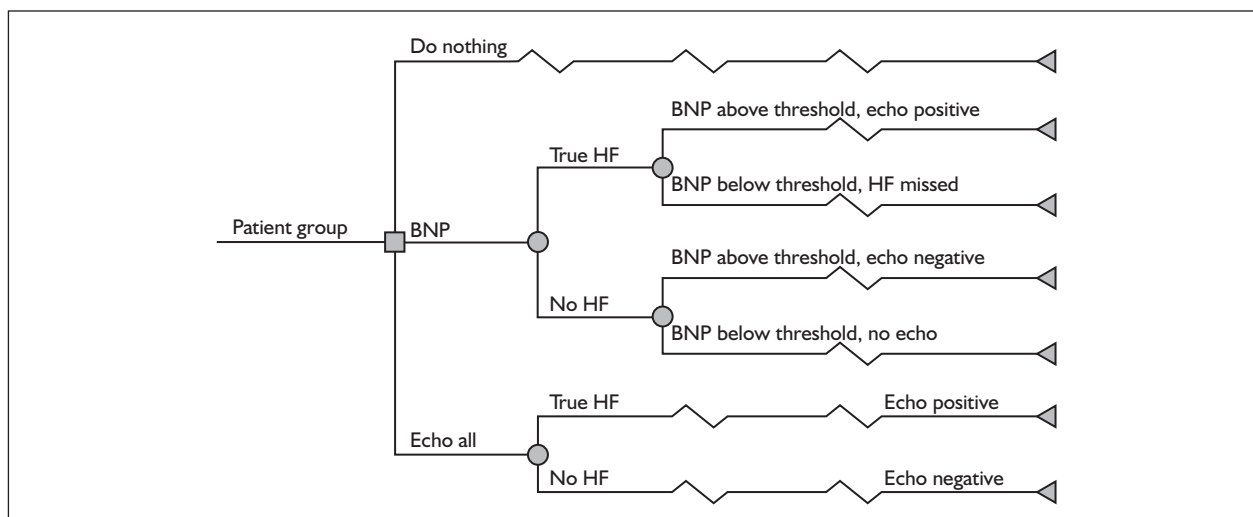 Do nothing
BNP above threshold, echo positive
True HF
BNP below threshold, HF missed
Patient group
BNP
BNP above threshold, echo negative
No HF
BNP below threshold, no echo
True HF
Echo positive
Echo all
No HF
Echo negative